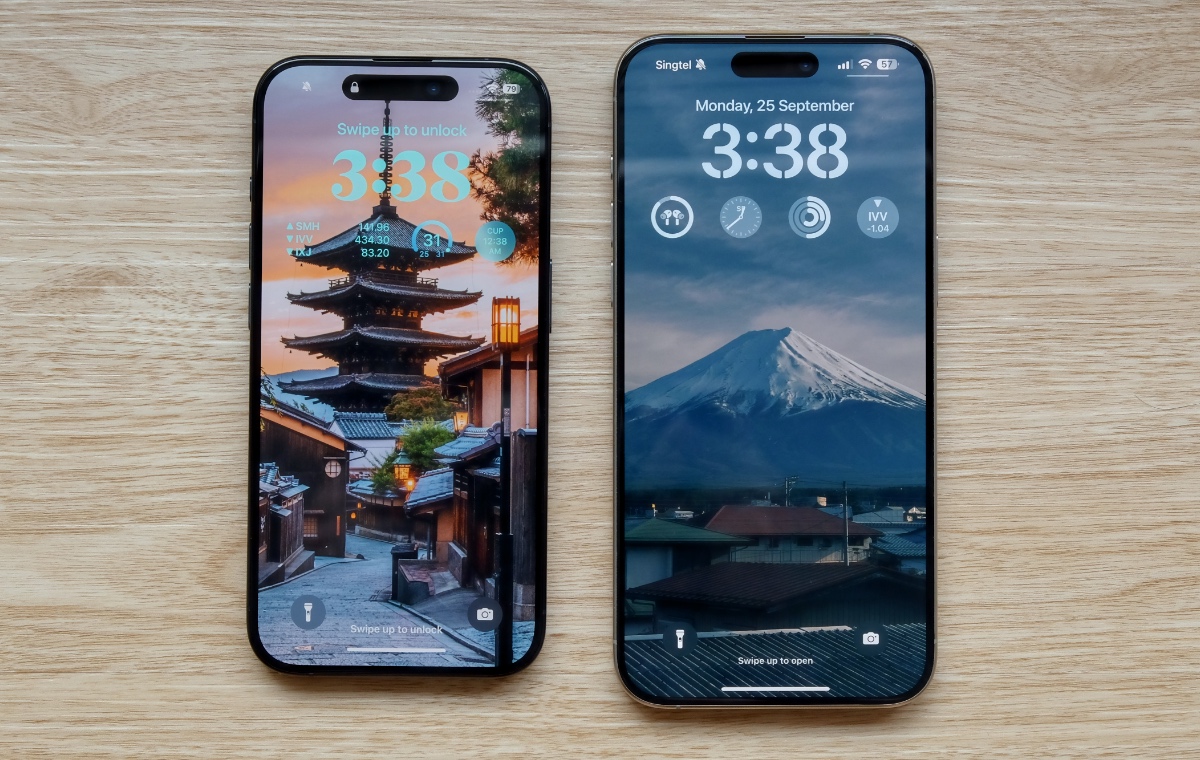 79
Swipe up to unlock
3:38
SMH 141.96
IVV 434.30
IXJ 83.20
31
25 31
CUP
12:38
AM
Swipe up to unlock
Singtel
57
Monday, 25 September
3:38
IVV
-1.04
Swipe up to open